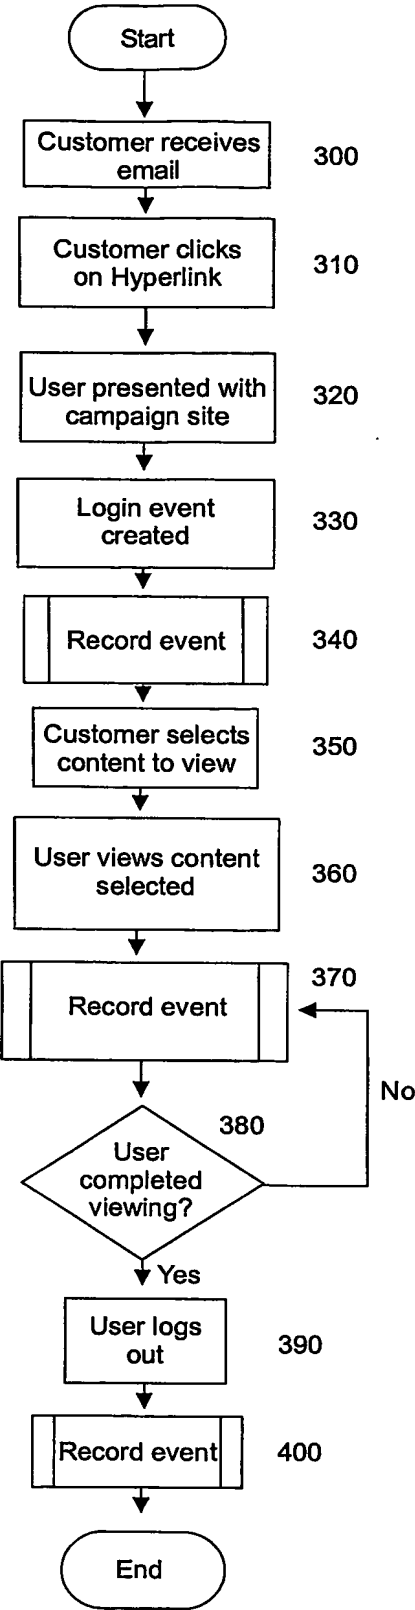 Start
Customer receives
email
300
Customer clicks
on Hyperlink
310
User presented with
campaign site
320
Login event
created
330
Record event
340
Customer selects
content to view
350
User views content
selected
360
370
Record event
No
380
User
completed
viewing?
Yes
User logs
out
390
Record event
400
End